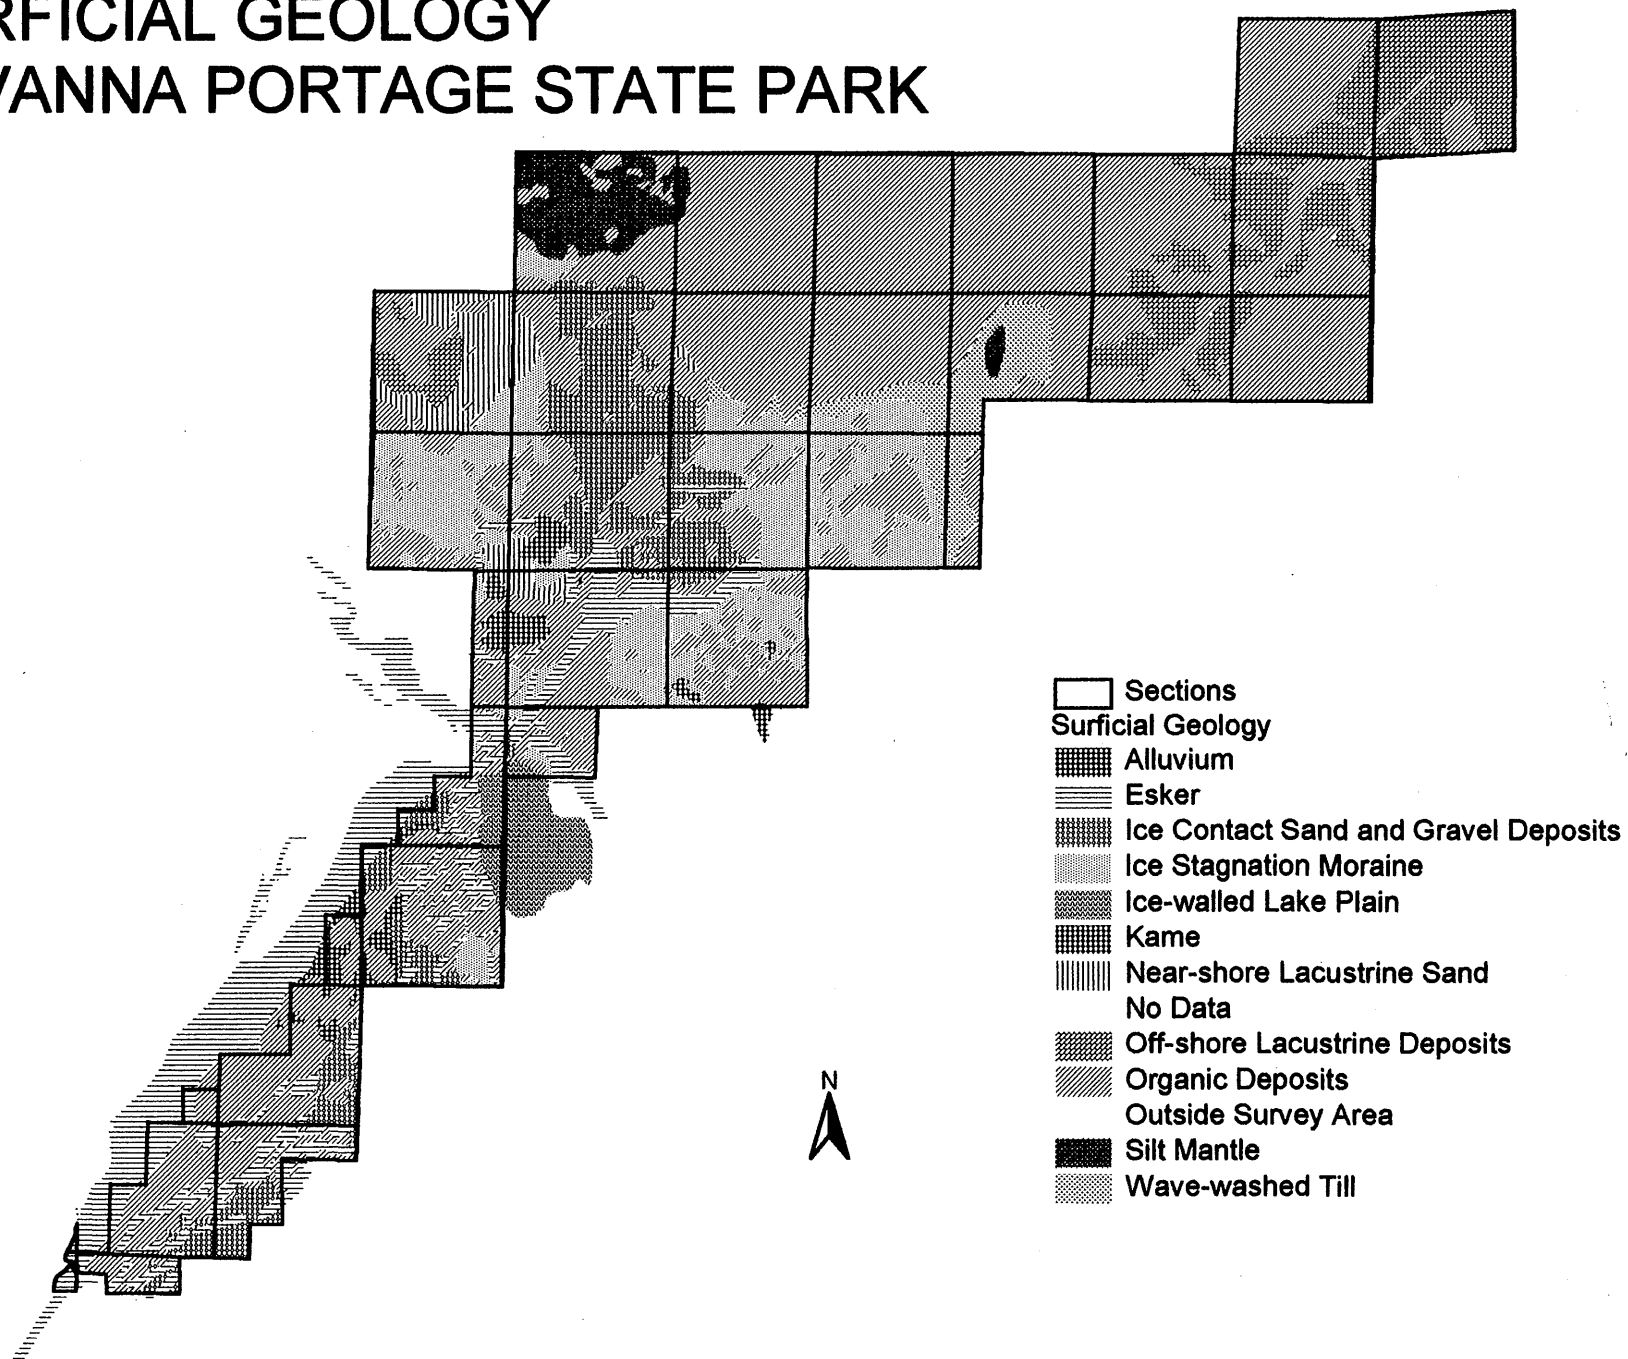 RFICIAL GEOLOGY
VANNA PORTAGE STATE PARK
Sections
Surficial Geology
Alluvium
Esker
Ice Contact Sand and Gravel Deposits
Ice Stagnation Moraine
Ice-walled Lake Plain
Kame
Near-shore Lacustrine Sand
No Data
Off-shore Lacustrine Deposits
Organic Deposits
Outside Survey Area
Silt Mantle
Wave-washed Till
N